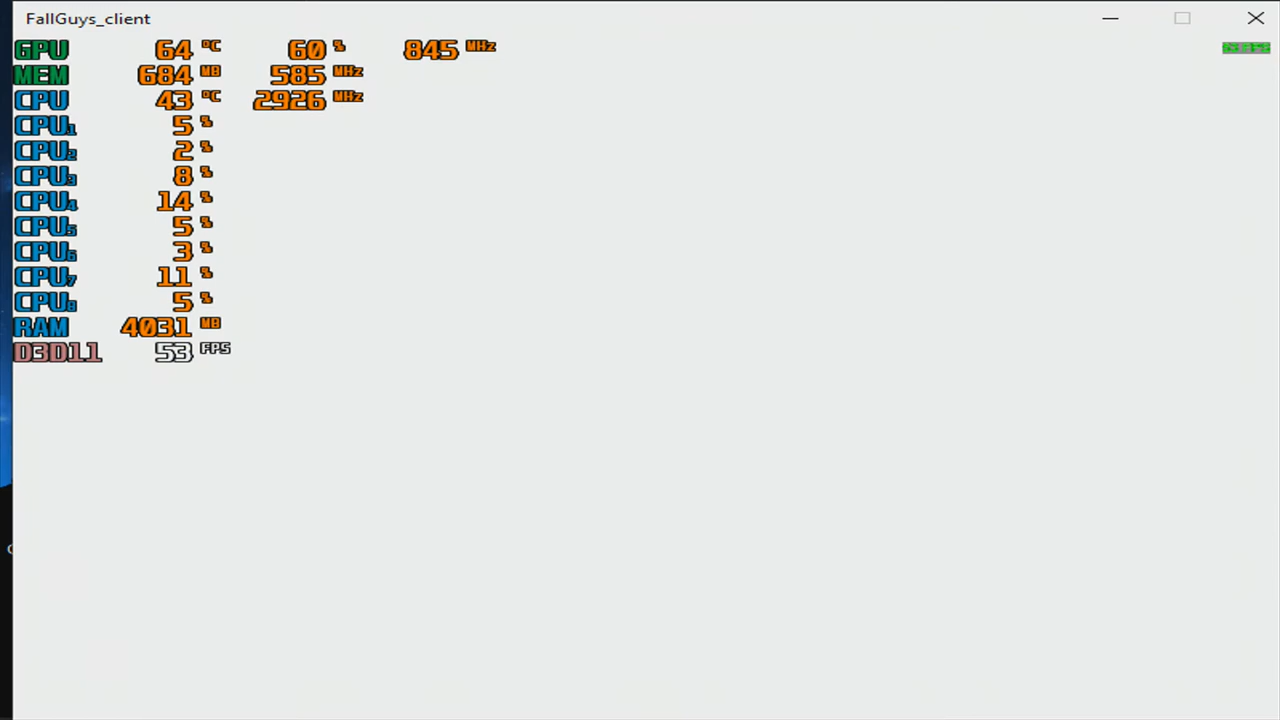 FallGuys_client
GPU 64 °C 60 % 845 MHz
MEM 684 MB 585 MHz
CPU 43 °C 2926 MHz
CPU1 5 %
CPU2 2 %
CPU3 8 %
CPU4 14 %
CPU5 5 %
CPU6 3 %
CPU7 11 %
CPU8 5 %
RAM 4031 MB
D3D11 53 FPS